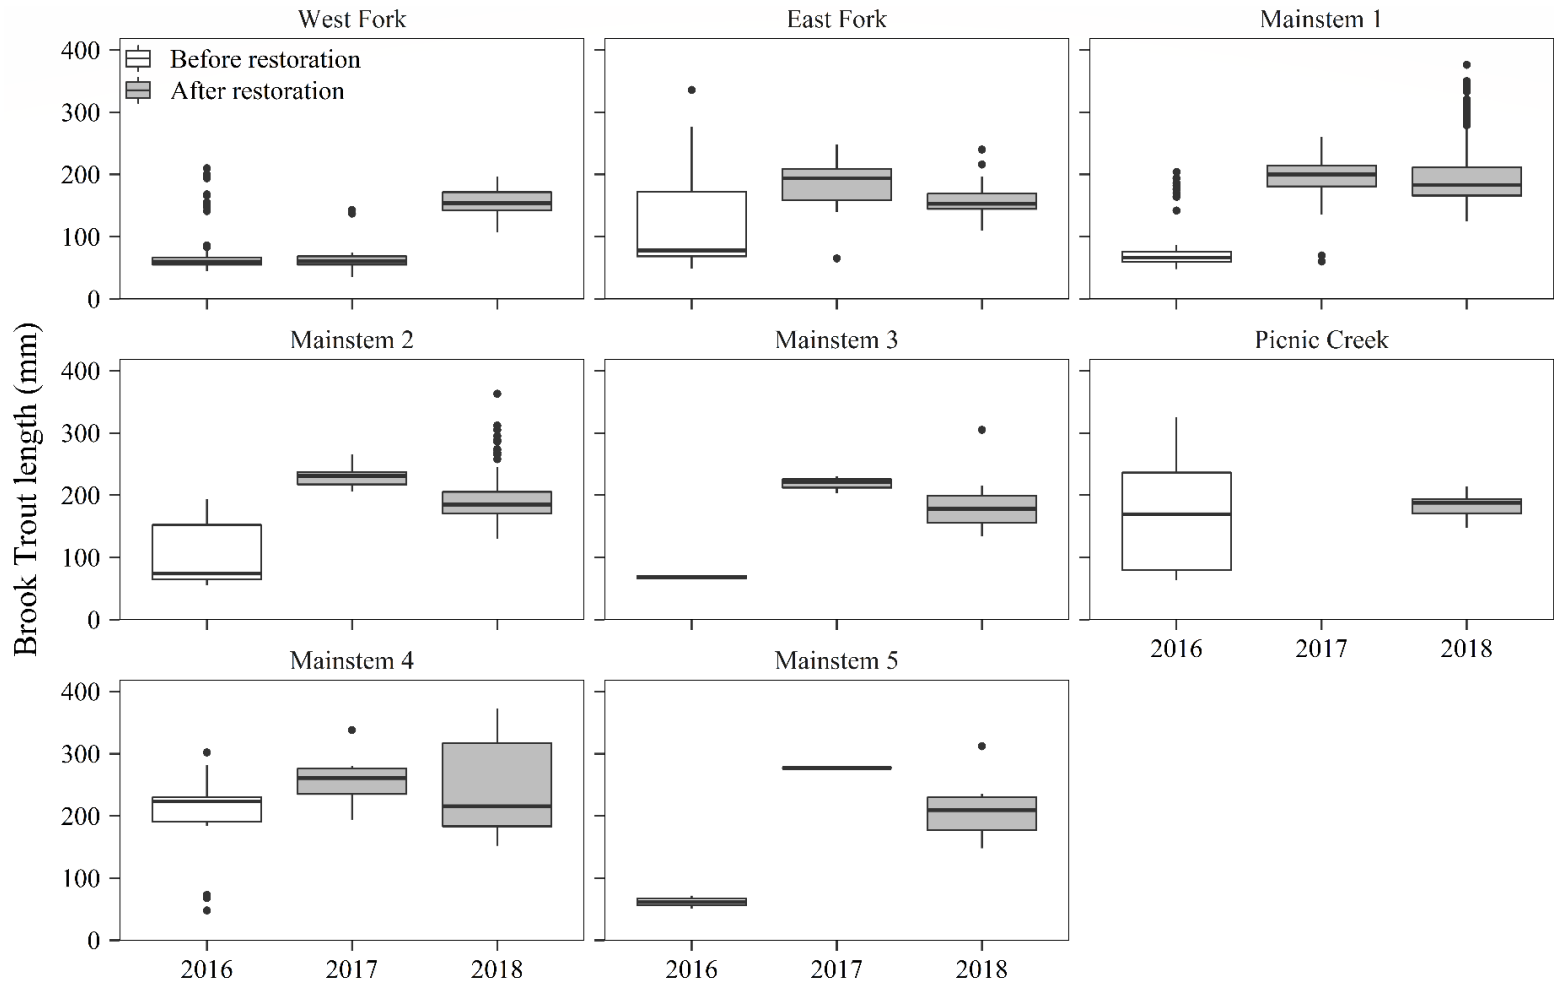 West Fork East Fork Mainstem 1
400
300
200
100
0
Before restoration
After restoration
Mainstem 2 Mainstem 3 Picnic Creek
400
300
200
100
0
2016 2017 2018
Brook Trout length (mm)
Mainstem 4 Mainstem 5
400
300
200
100
0
2016 2017 2018 2016 2017 2018